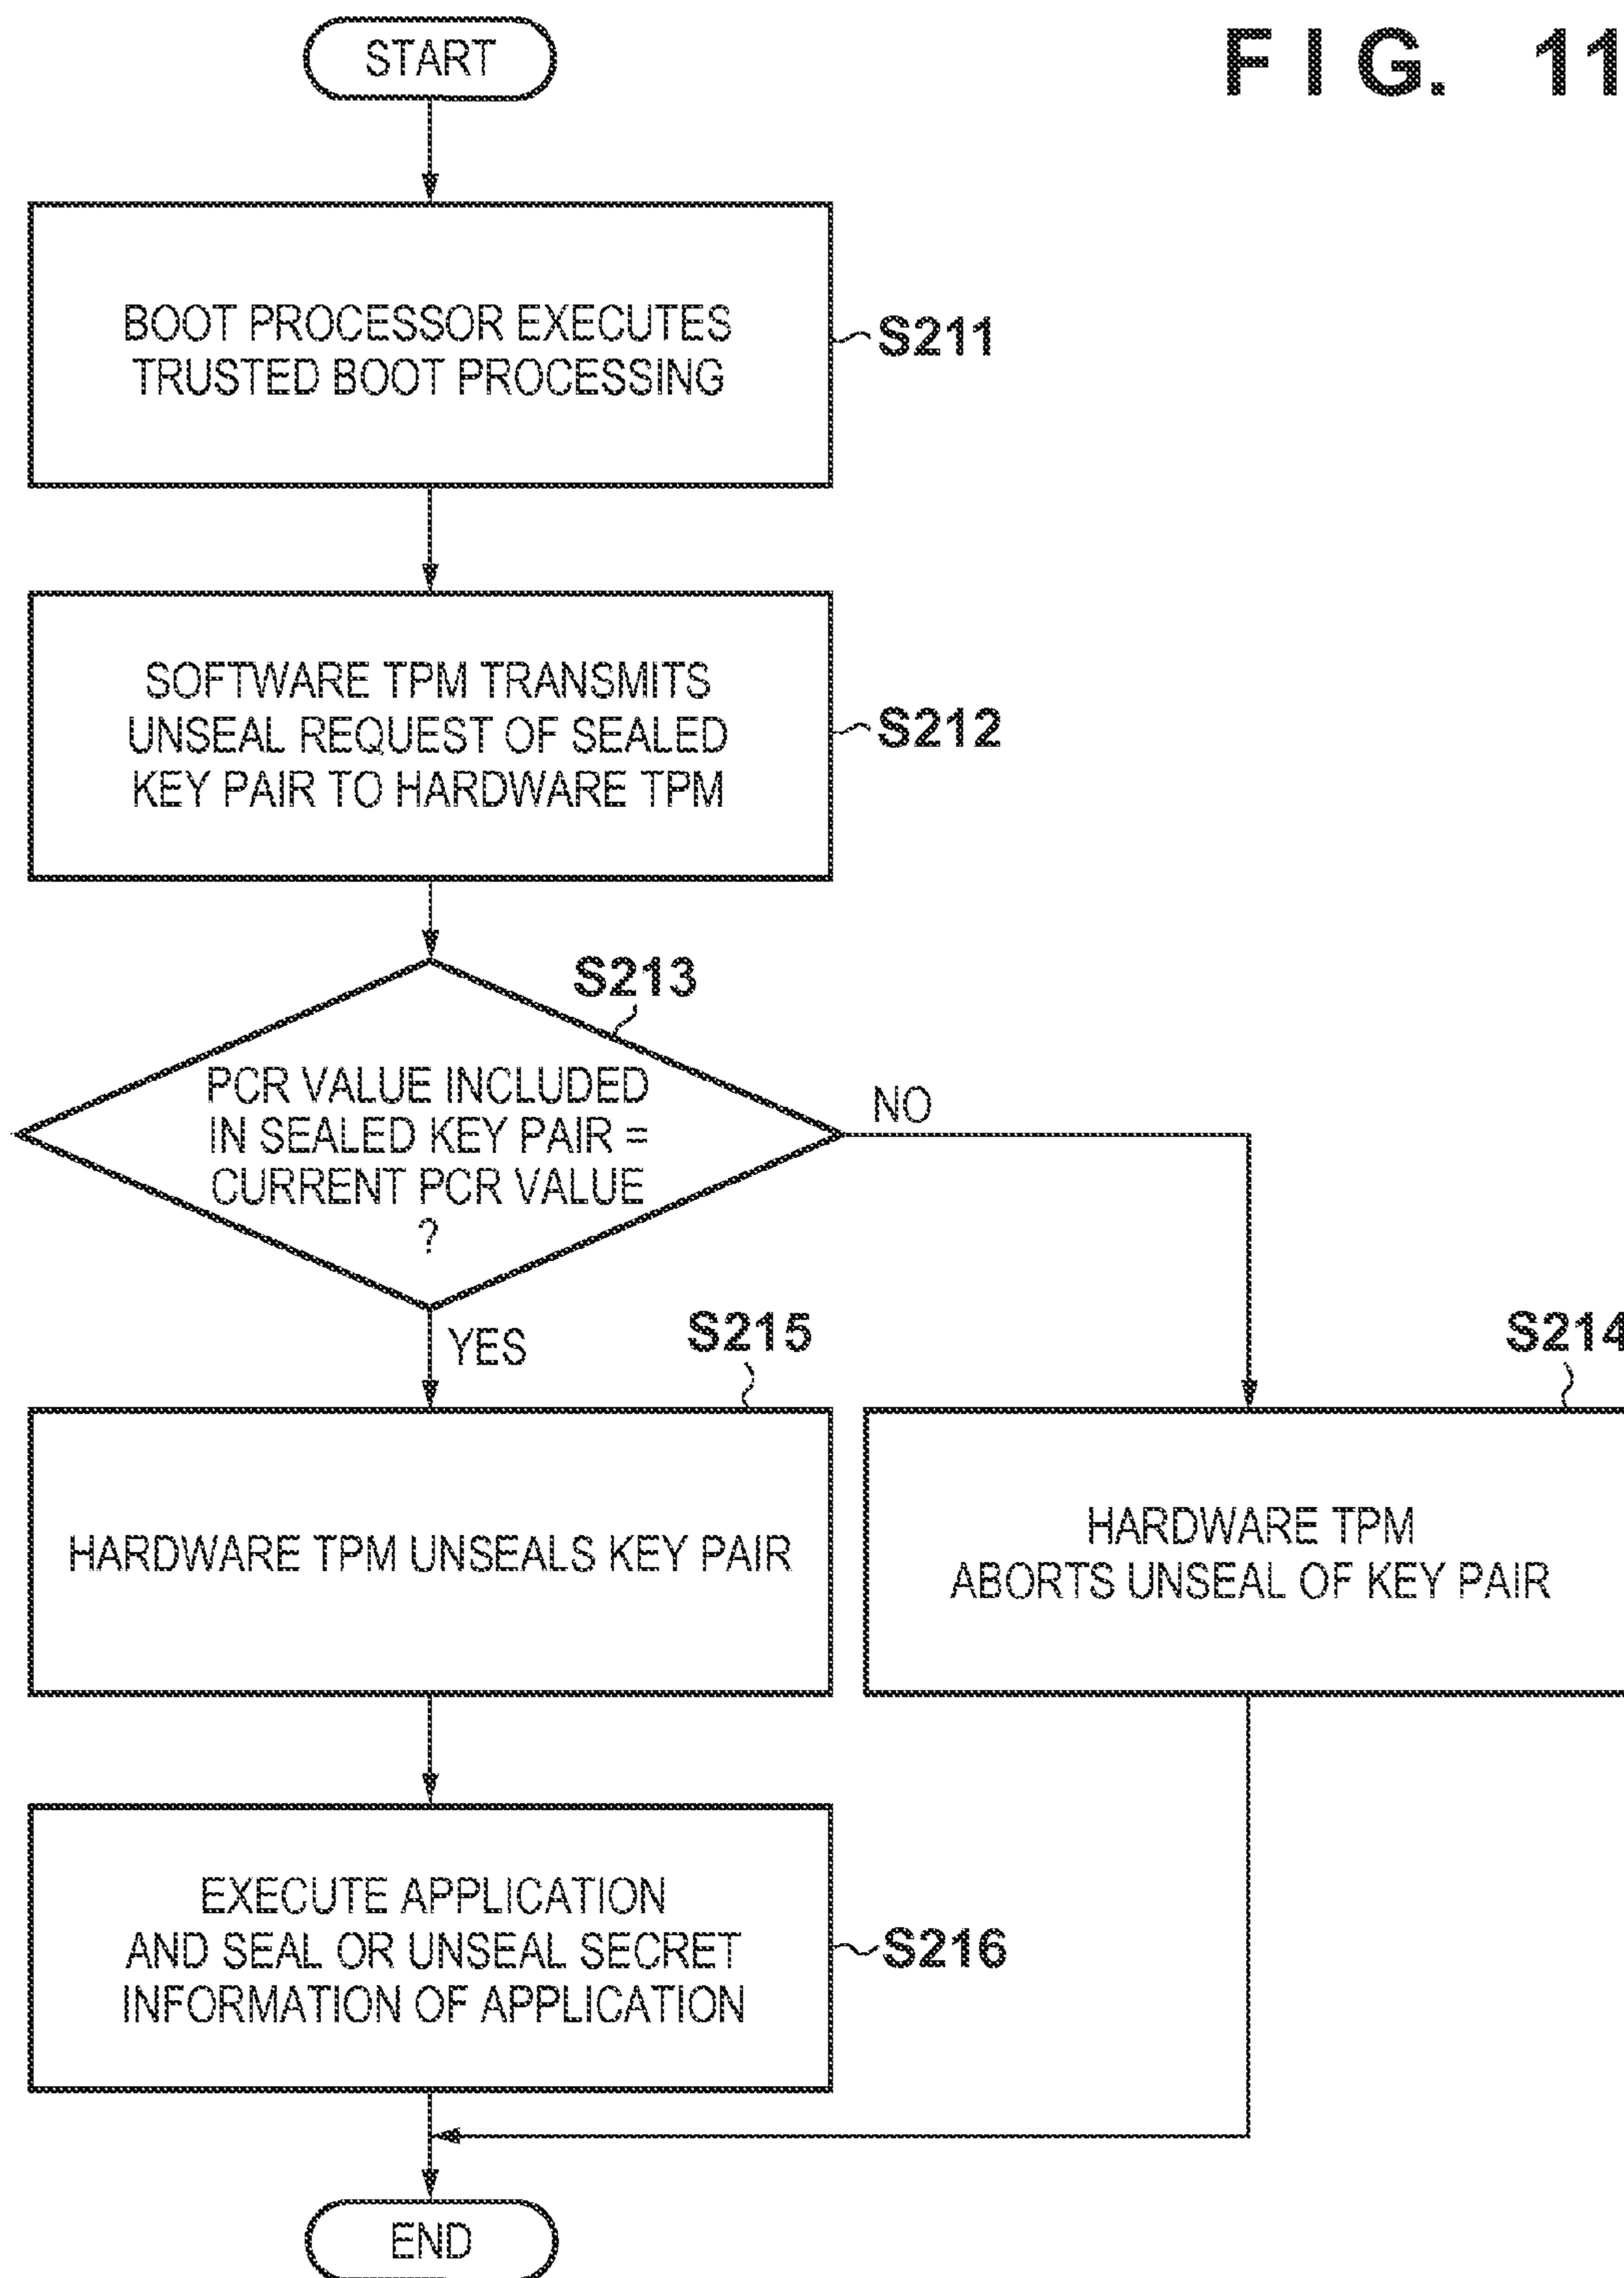 FIG. 11
START
BOOT PROCESSOR EXECUTES
TRUSTED BOOT PROCESSING
S211
SOFTWARE TPM TRANSMITS
UNSEAL REQUEST OF SEALED
KEY PAIR TO HARDWARE TPM
S212
S213
PCR VALUE INCLUDED
IN SEALED KEY PAIR =
CURRENT PCR VALUE
?
NO
YES
S215
S214
HARDWARE TPM UNSEALS KEY PAIR
HARDWARE TPM
ABORTS UNSEAL OF KEY PAIR
EXECUTE APPLICATION
AND SEAL OR UNSEAL SECRET
INFORMATION OF APPLICATION
S216
END